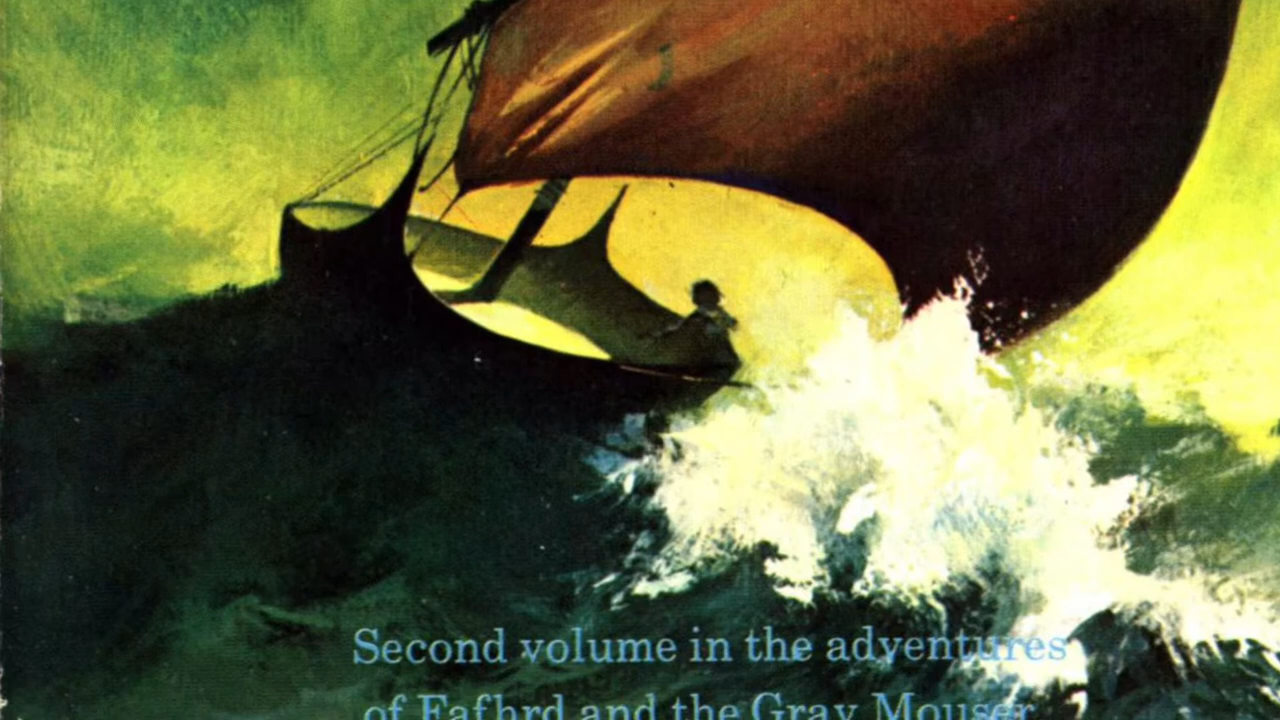 Second volume in the adventures
of Fafhrd and the Gray Mouser